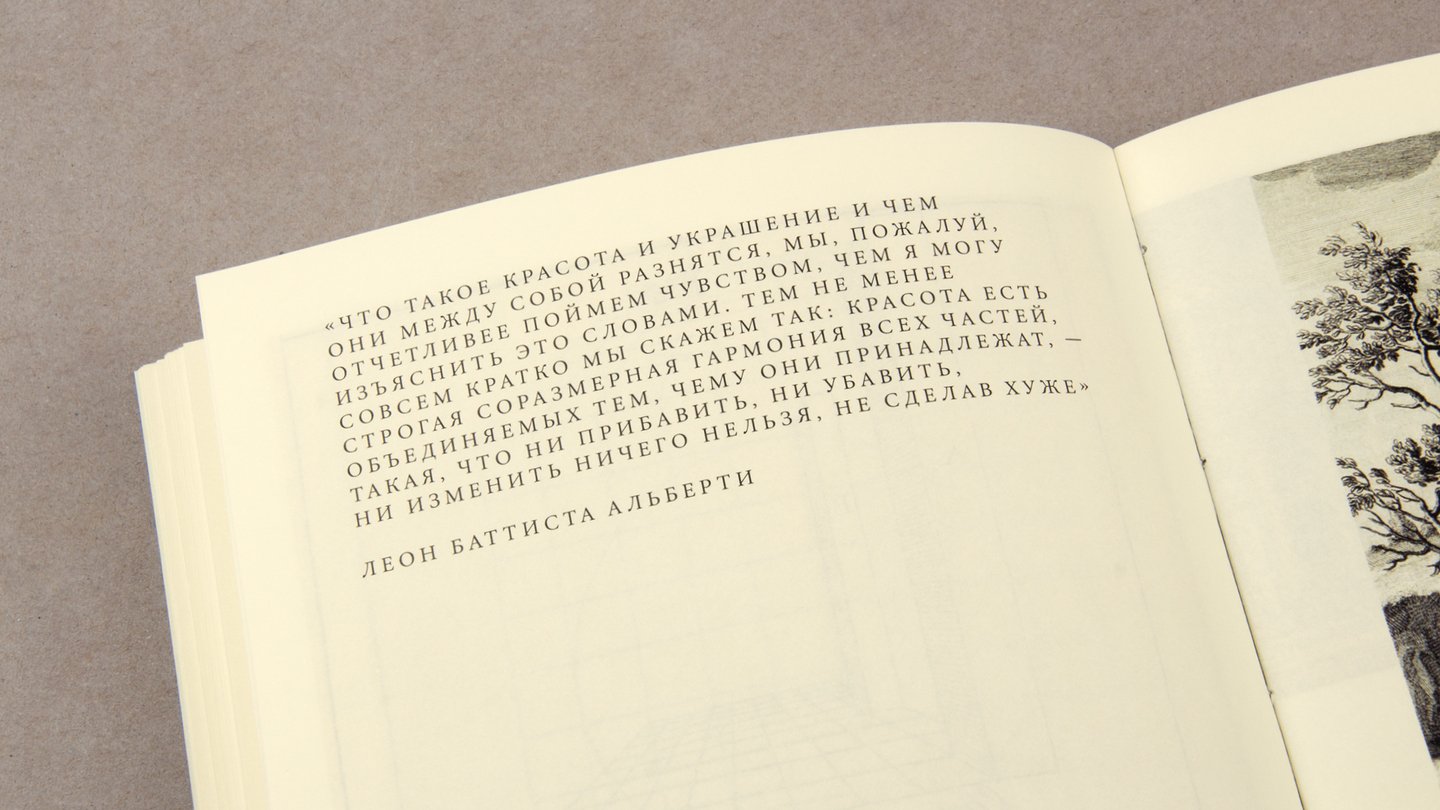 «ЧТО ТАКОЕ КРАСОТА И УКРАШЕНИЕ И ЧЕМ
ОНИ МЕЖДУ СОБОЙ РАЗНЯТСЯ, МЫ, ПОЖАЛУЙ,
ОТЧЕТЛИВЕЕ ПОЙМЕМ ЧУВСТВОМ, ЧЕМ Я МОГУ
ИЗЪЯСНИТЬ ЭТО СЛОВАМИ. ТЕМ НЕ МЕНЕЕ
СОВСЕМ КРАТКО МЫ СКАЖЕМ ТАК: КРАСОТА ЕСТЬ
СТРОГАЯ СОРАЗМЕРНАЯ ГАРМОНИЯ ВСЕХ ЧАСТЕЙ,
ОБЪЕДИНЯЕМЫХ ТЕМ, ЧЕМУ ОНИ ПРИНАДЛЕЖАТ, —
ТАКАЯ, ЧТО НИ ПРИБАВИТЬ, НИ УБАВИТЬ,
НИ ИЗМЕНИТЬ НИЧЕГО НЕЛЬЗЯ, НЕ СДЕЛАВ ХУЖЕ»
ЛЕОН БАТТИСТА АЛЬБЕРТИ